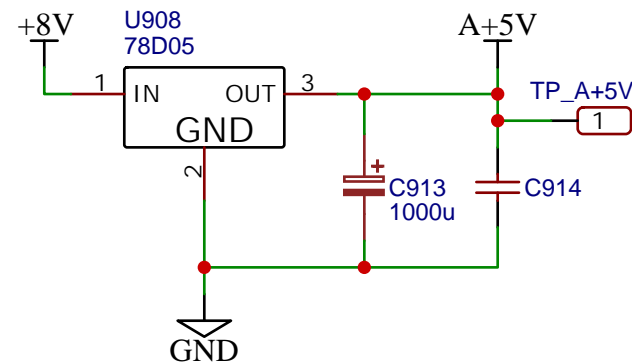 +8V
U908
78D05
A+5V
1
IN
OUT
3
TP_A+5V
1
GND
2
+
C913
1000u
C914
GND